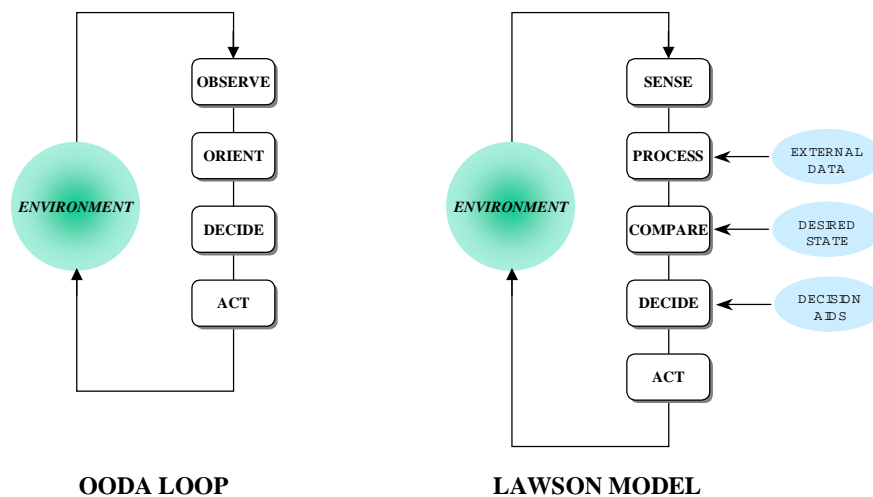 OBSERVE
ORIENT
ENVIRONMENT
DECIDE
ACT
OODA LOOP
SENSE
PROCESS
EXTERNAL
DATA
ENVIRONMENT
COMPARE
DESIRED
STATE
DECIDE
DECISION
AIDS
ACT
LAWSON MODEL